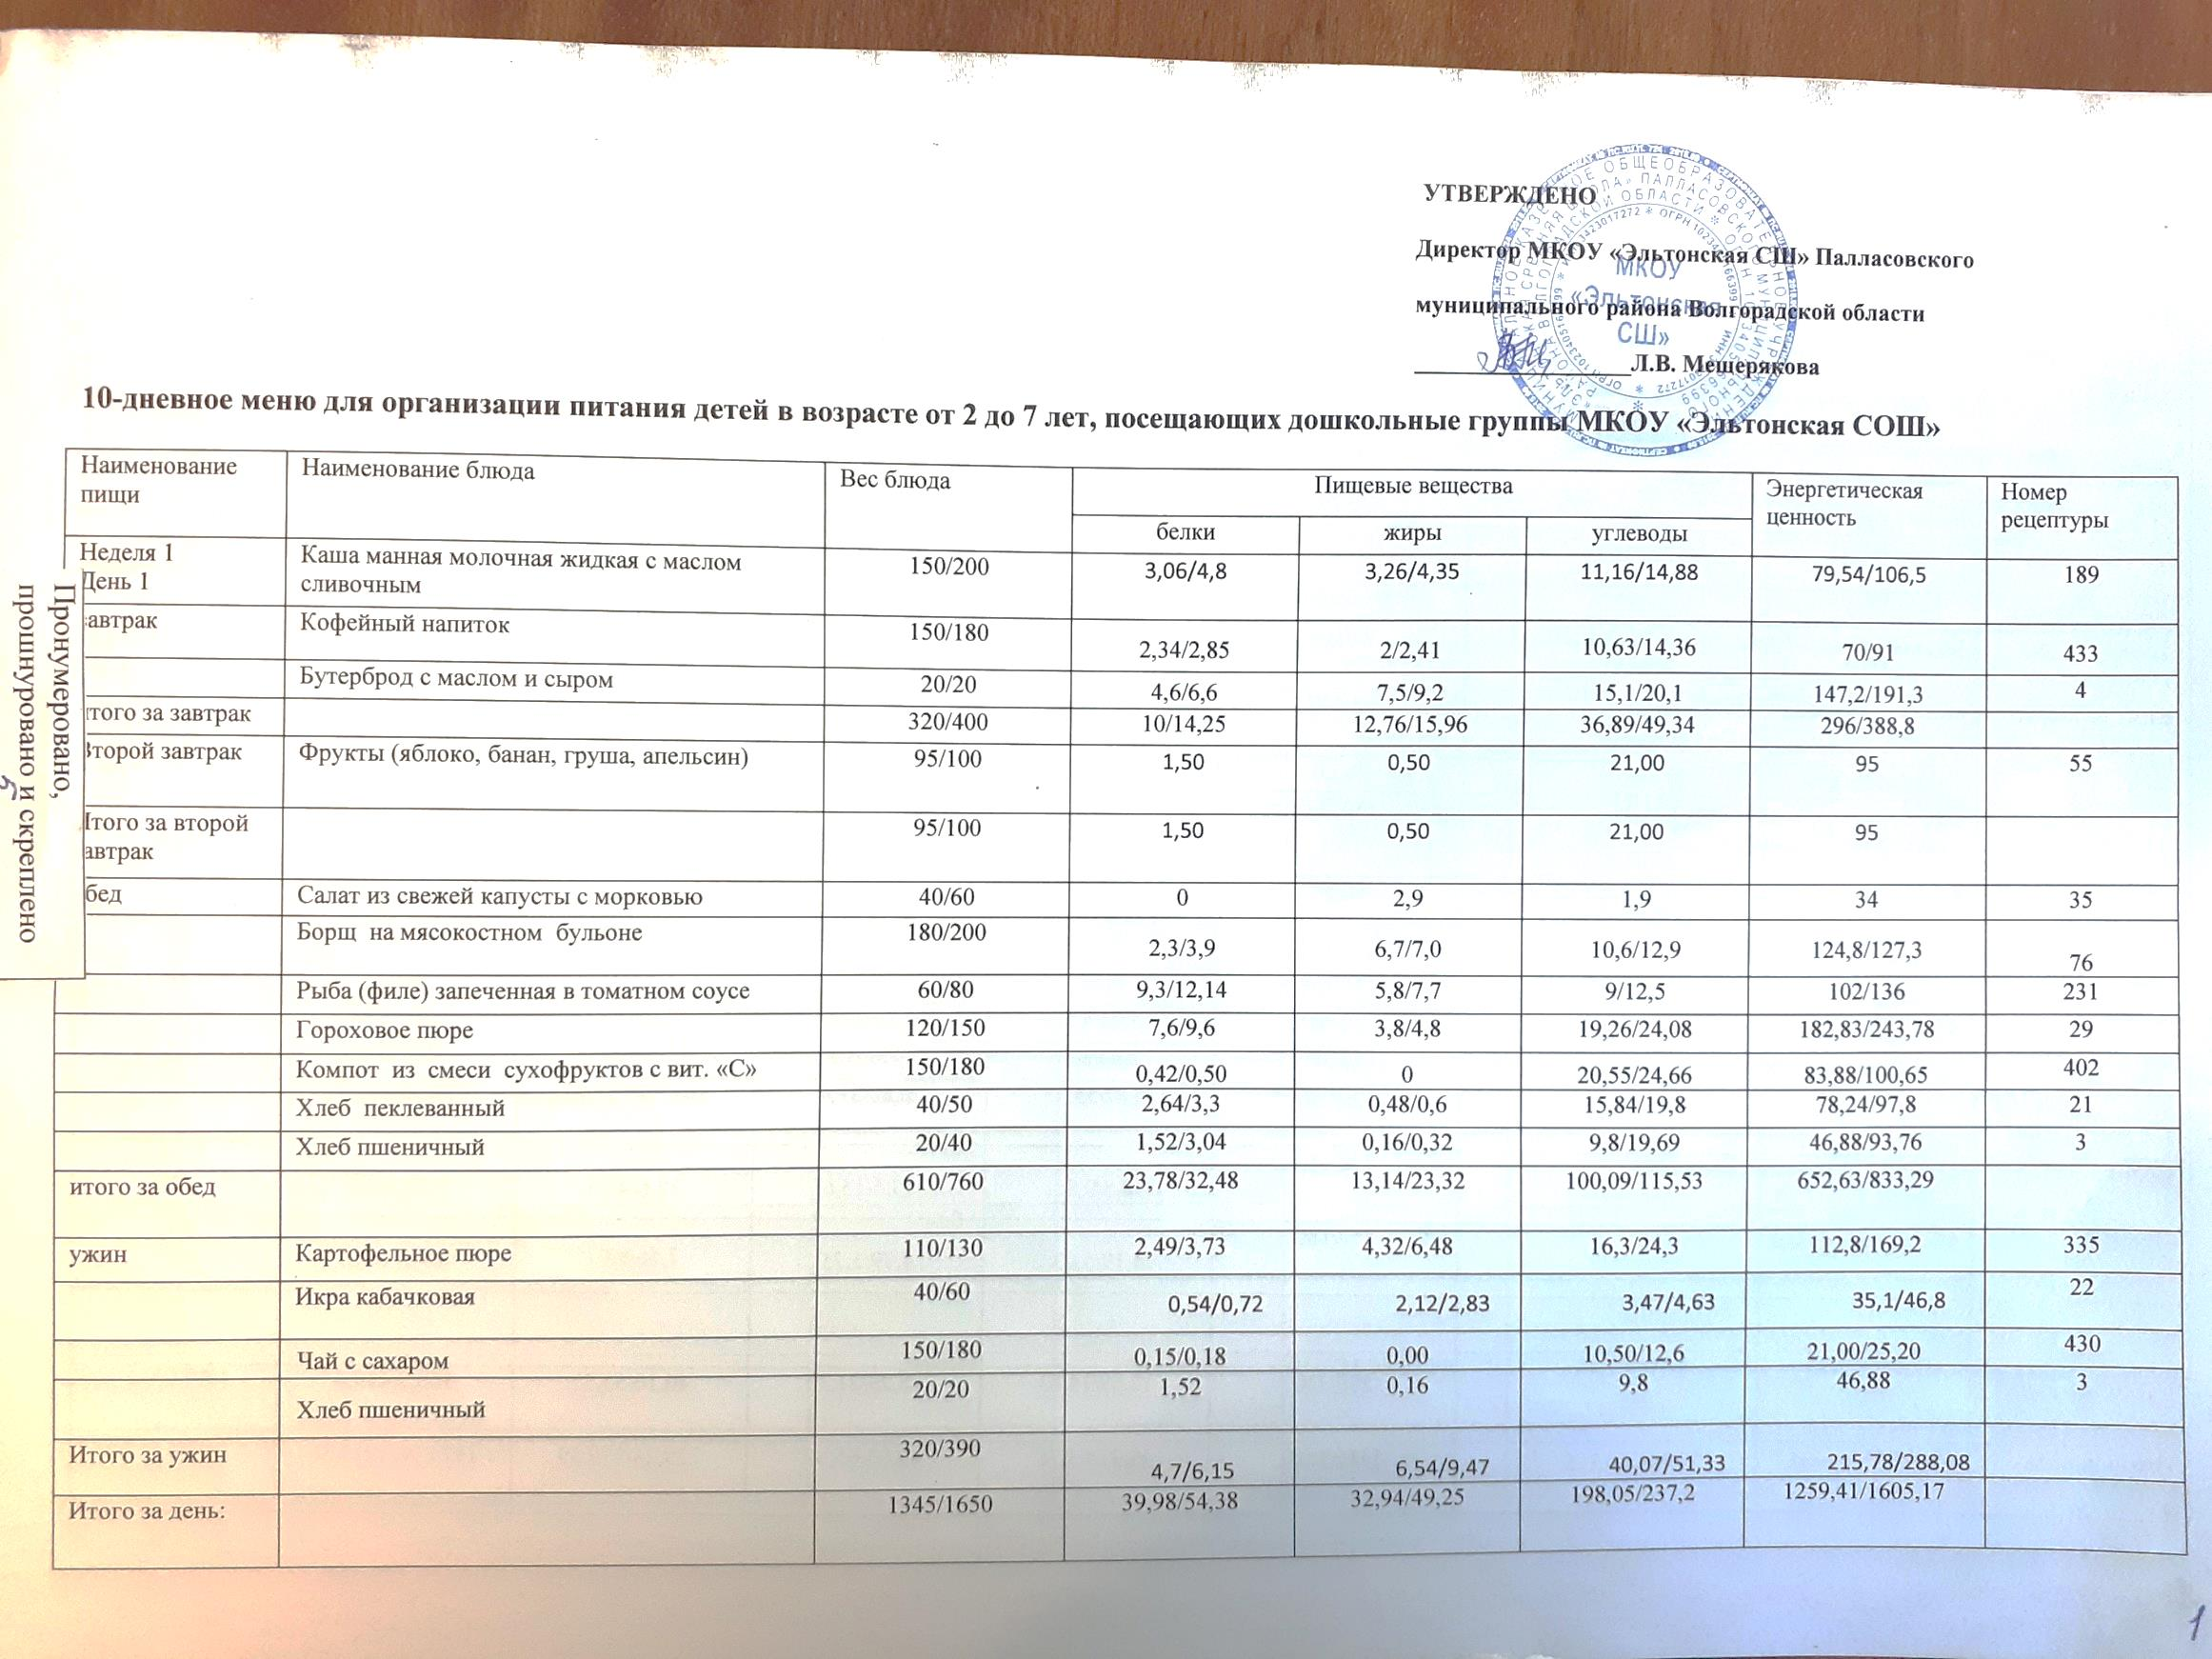 УТВЕРЖДЕНО
Директор МКОУ «Эльтонская СШ» Палласовского
муниципального района Волгоградской области
Л.В. Мещерякова
МКОУ
«Эльтонская
СШ»
10-дневное меню для организации питания детей в возрасте от 2 до 7 лет, посещающих дошкольные группы МКОУ «Эльтонская СОШ»
Пронумеровано,
прошнуровано и скреплено
Наименование пищи Наименование блюда Вес блюда Пищевые вещества Энергетическая ценность Номер рецептуры
белки жиры углеводы
Неделя 1
День 1 Каша манная молочная жидкая с маслом сливочным 150/200 3,06/4,8 3,26/4,35 11,16/14,88 79,54/106,5 189
автрак Кофейный напиток 150/180 2,34/2,85 2/2,41 10,63/14,36 70/91 433
Бутерброд с маслом и сыром 20/20 4,6/6,6 7,5/9,2 15,1/20,1 147,2/191,3 4
того за завтрак 320/400 10/14,25 12,76/15,96 36,89/49,34 296/388,8
Второй завтрак Фрукты (яблоко, банан, груша, апельсин) 95/100 1,50 0,50 21,00 95 55
Итого за второй автрак 95/100 1,50 0,50 21,00 95
бед Салат из свежей капусты с морковью 40/60 0 2,9 1,9 34 35
Борщ на мясокостном бульоне 180/200 2,3/3,9 6,7/7,0 10,6/12,9 124,8/127,3 76
Рыба (филе) запеченная в томатном соусе 60/80 9,3/12,14 5,8/7,7 9/12,5 102/136 231
Гороховое пюре 120/150 7,6/9,6 3,8/4,8 19,26/24,08 182,83/243,78 29
Компот из смеси сухофруктов с вит. «С» 150/180 0,42/0,50 0 20,55/24,66 83,88/100,65 402
Хлеб пеклеванный 40/50 2,64/3,3 0,48/0,6 15,84/19,8 78,24/97,8 21
Хлеб пшеничный 20/40 1,52/3,04 0,16/0,32 9,8/19,69 46,88/93,76 3
итого за обед 610/760 23,78/32,48 13,14/23,32 100,09/115,53 652,63/833,29
ужин Картофельное пюре 110/130 2,49/3,73 4,32/6,48 16,3/24,3 112,8/169,2 335
Икра кабачковая 40/60 0,54/0,72 2,12/2,83 3,47/4,63 35,1/46,8 22
Чай с сахаром 150/180 0,15/0,18 0,00 10,50/12,6 21,00/25,20 430
Хлеб пшеничный 20/20 1,52 0,16 9,8 46,88 3
Итого за ужин 320/390 4,7/6,15 6,54/9,47 40,07/51,33 215,78/288,08
Итого за день: 1345/1650 39,98/54,38 32,94/49,25 198,05/237,2 1259,41/1605,17
1